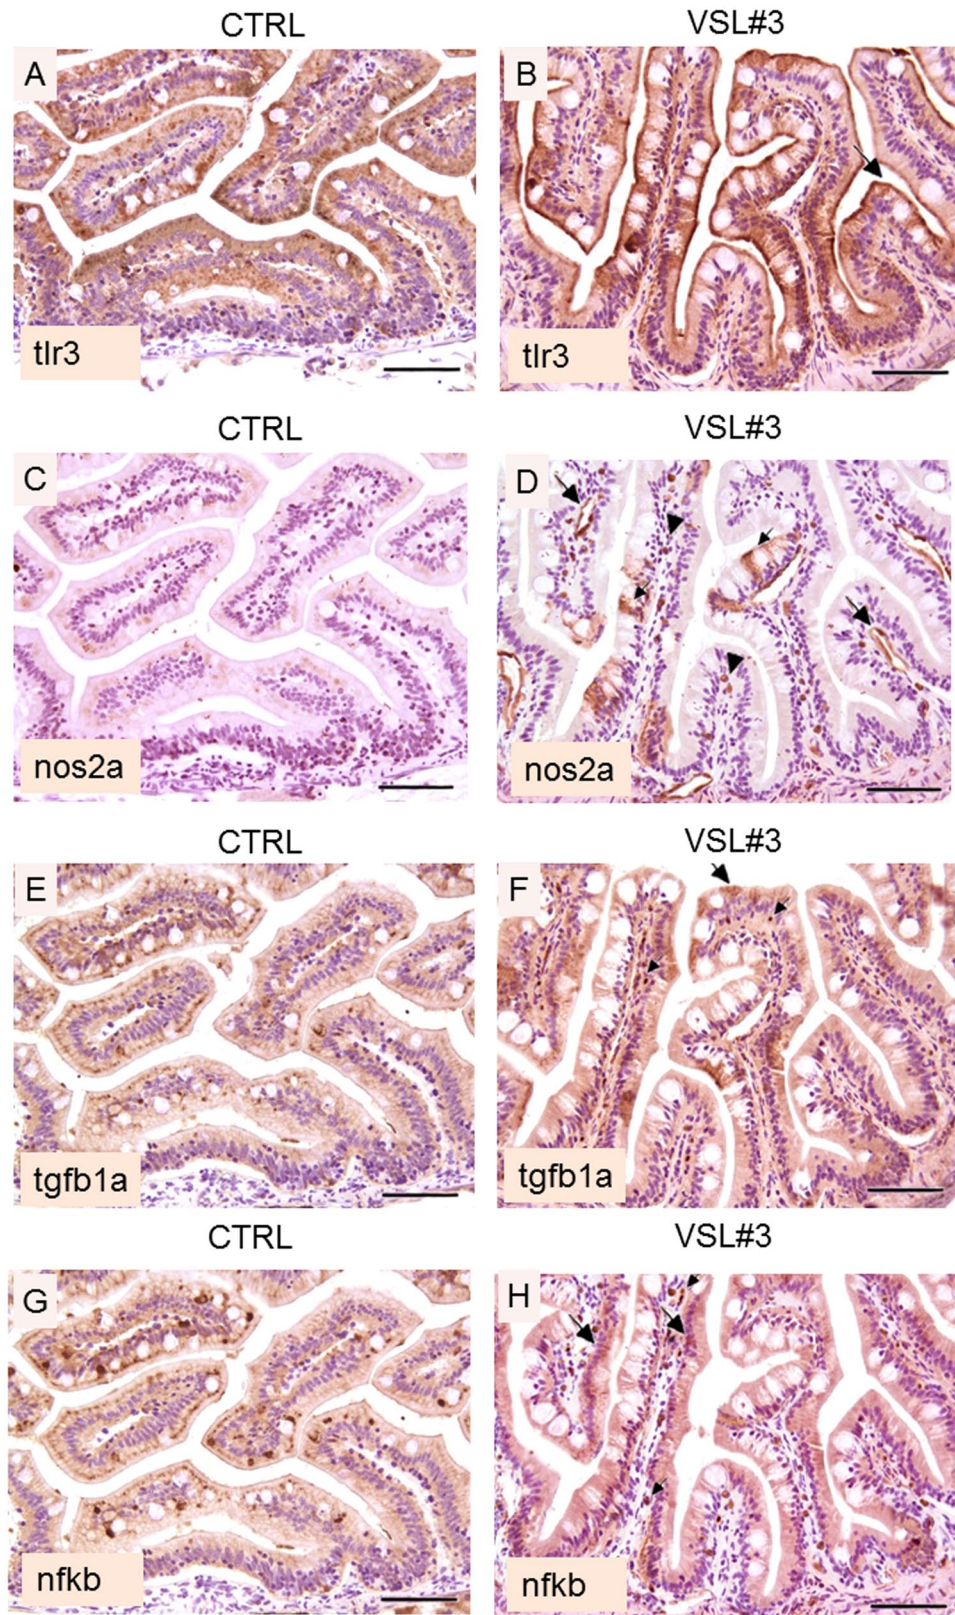 CTRL VSL#3
A B
tlr3 tlr3
CTRL VSL#3
C D
nos2a nos2a
CTRL VSL#3
E F
tgfb1a tgfb1a
CTRL VSL#3
G H
nfkb nfkb